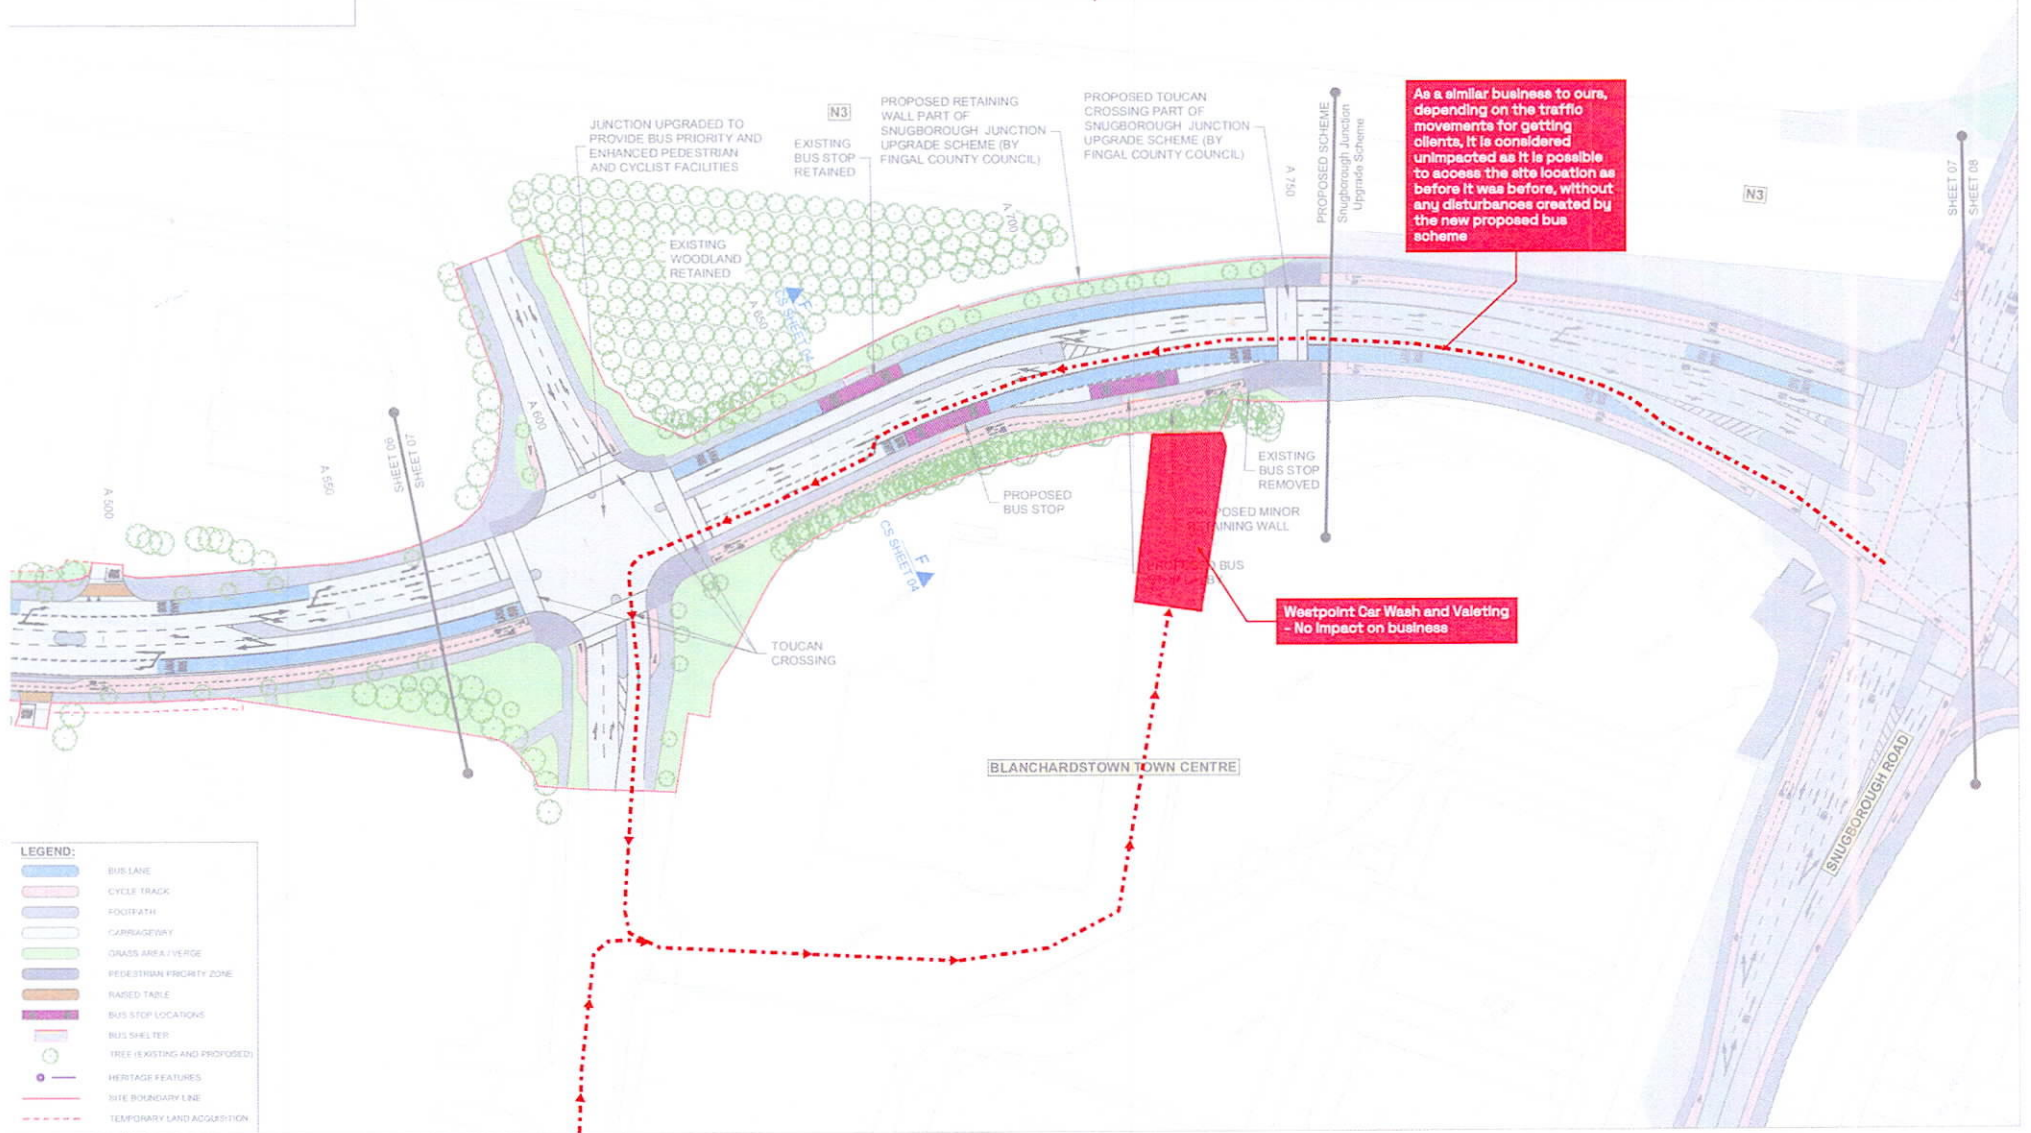 JUNCTION UPGRADED TO
PROVIDE BUS PRIORITY AND
ENHANCED PEDESTRIAN
AND CYCLIST FACILITIES
N3
EXISTING
BUS STOP
RETAINED
PROPOSED RETAINING
WALL PART OF
SNUGBOROUGH JUNCTION
UPGRADE SCHEME (BY
FINGAL COUNTY COUNCIL)
PROPOSED TOUCAN
CROSSING PART OF
SNUGBOROUGH JUNCTION
UPGRADE SCHEME (BY
FINGAL COUNTY COUNCIL)
A 750
PROPOSED SCHEME
Snugborough Junction
Upgrade Scheme
As a similar business to ours,
depending on the traffic
movements for getting
clients, it is considered
unimpacted as it is possible
to access the site location as
before it was before, without
any disturbances created by
the new proposed bus
scheme
N3
SHEET 07
SHEET 08
A 700
EXISTING
WOODLAND
RETAINED
A 650
F
CS SHEET 04
A 600
SHEET 06
SHEET 07
A 550
A 500
PROPOSED
BUS STOP
EXISTING
BUS STOP
REMOVED
MINOR
WALL
BUS
F
CS SHEET 04
Westpoint Car Wash and Valeting
- No impact on business
TOUCAN
CROSSING
BLANCHARDSTOWN TOWN CENTRE
SNUGBOROUGH ROAD
LEGEND:
BUS LANE
CYCLE TRACK
FOOTPATH
CARRIAGEWAY
GRASS AREA / VERGE
PEDESTRIAN PRIORITY ZONE
RAISED TABLE
BUS STOP LOCATIONS
BUS SHELTER
TREE (EXISTING AND PROPOSED)
HERITAGE FEATURES
SITE BOUNDARY LINE
TEMPORARY LAND ACQUISITION